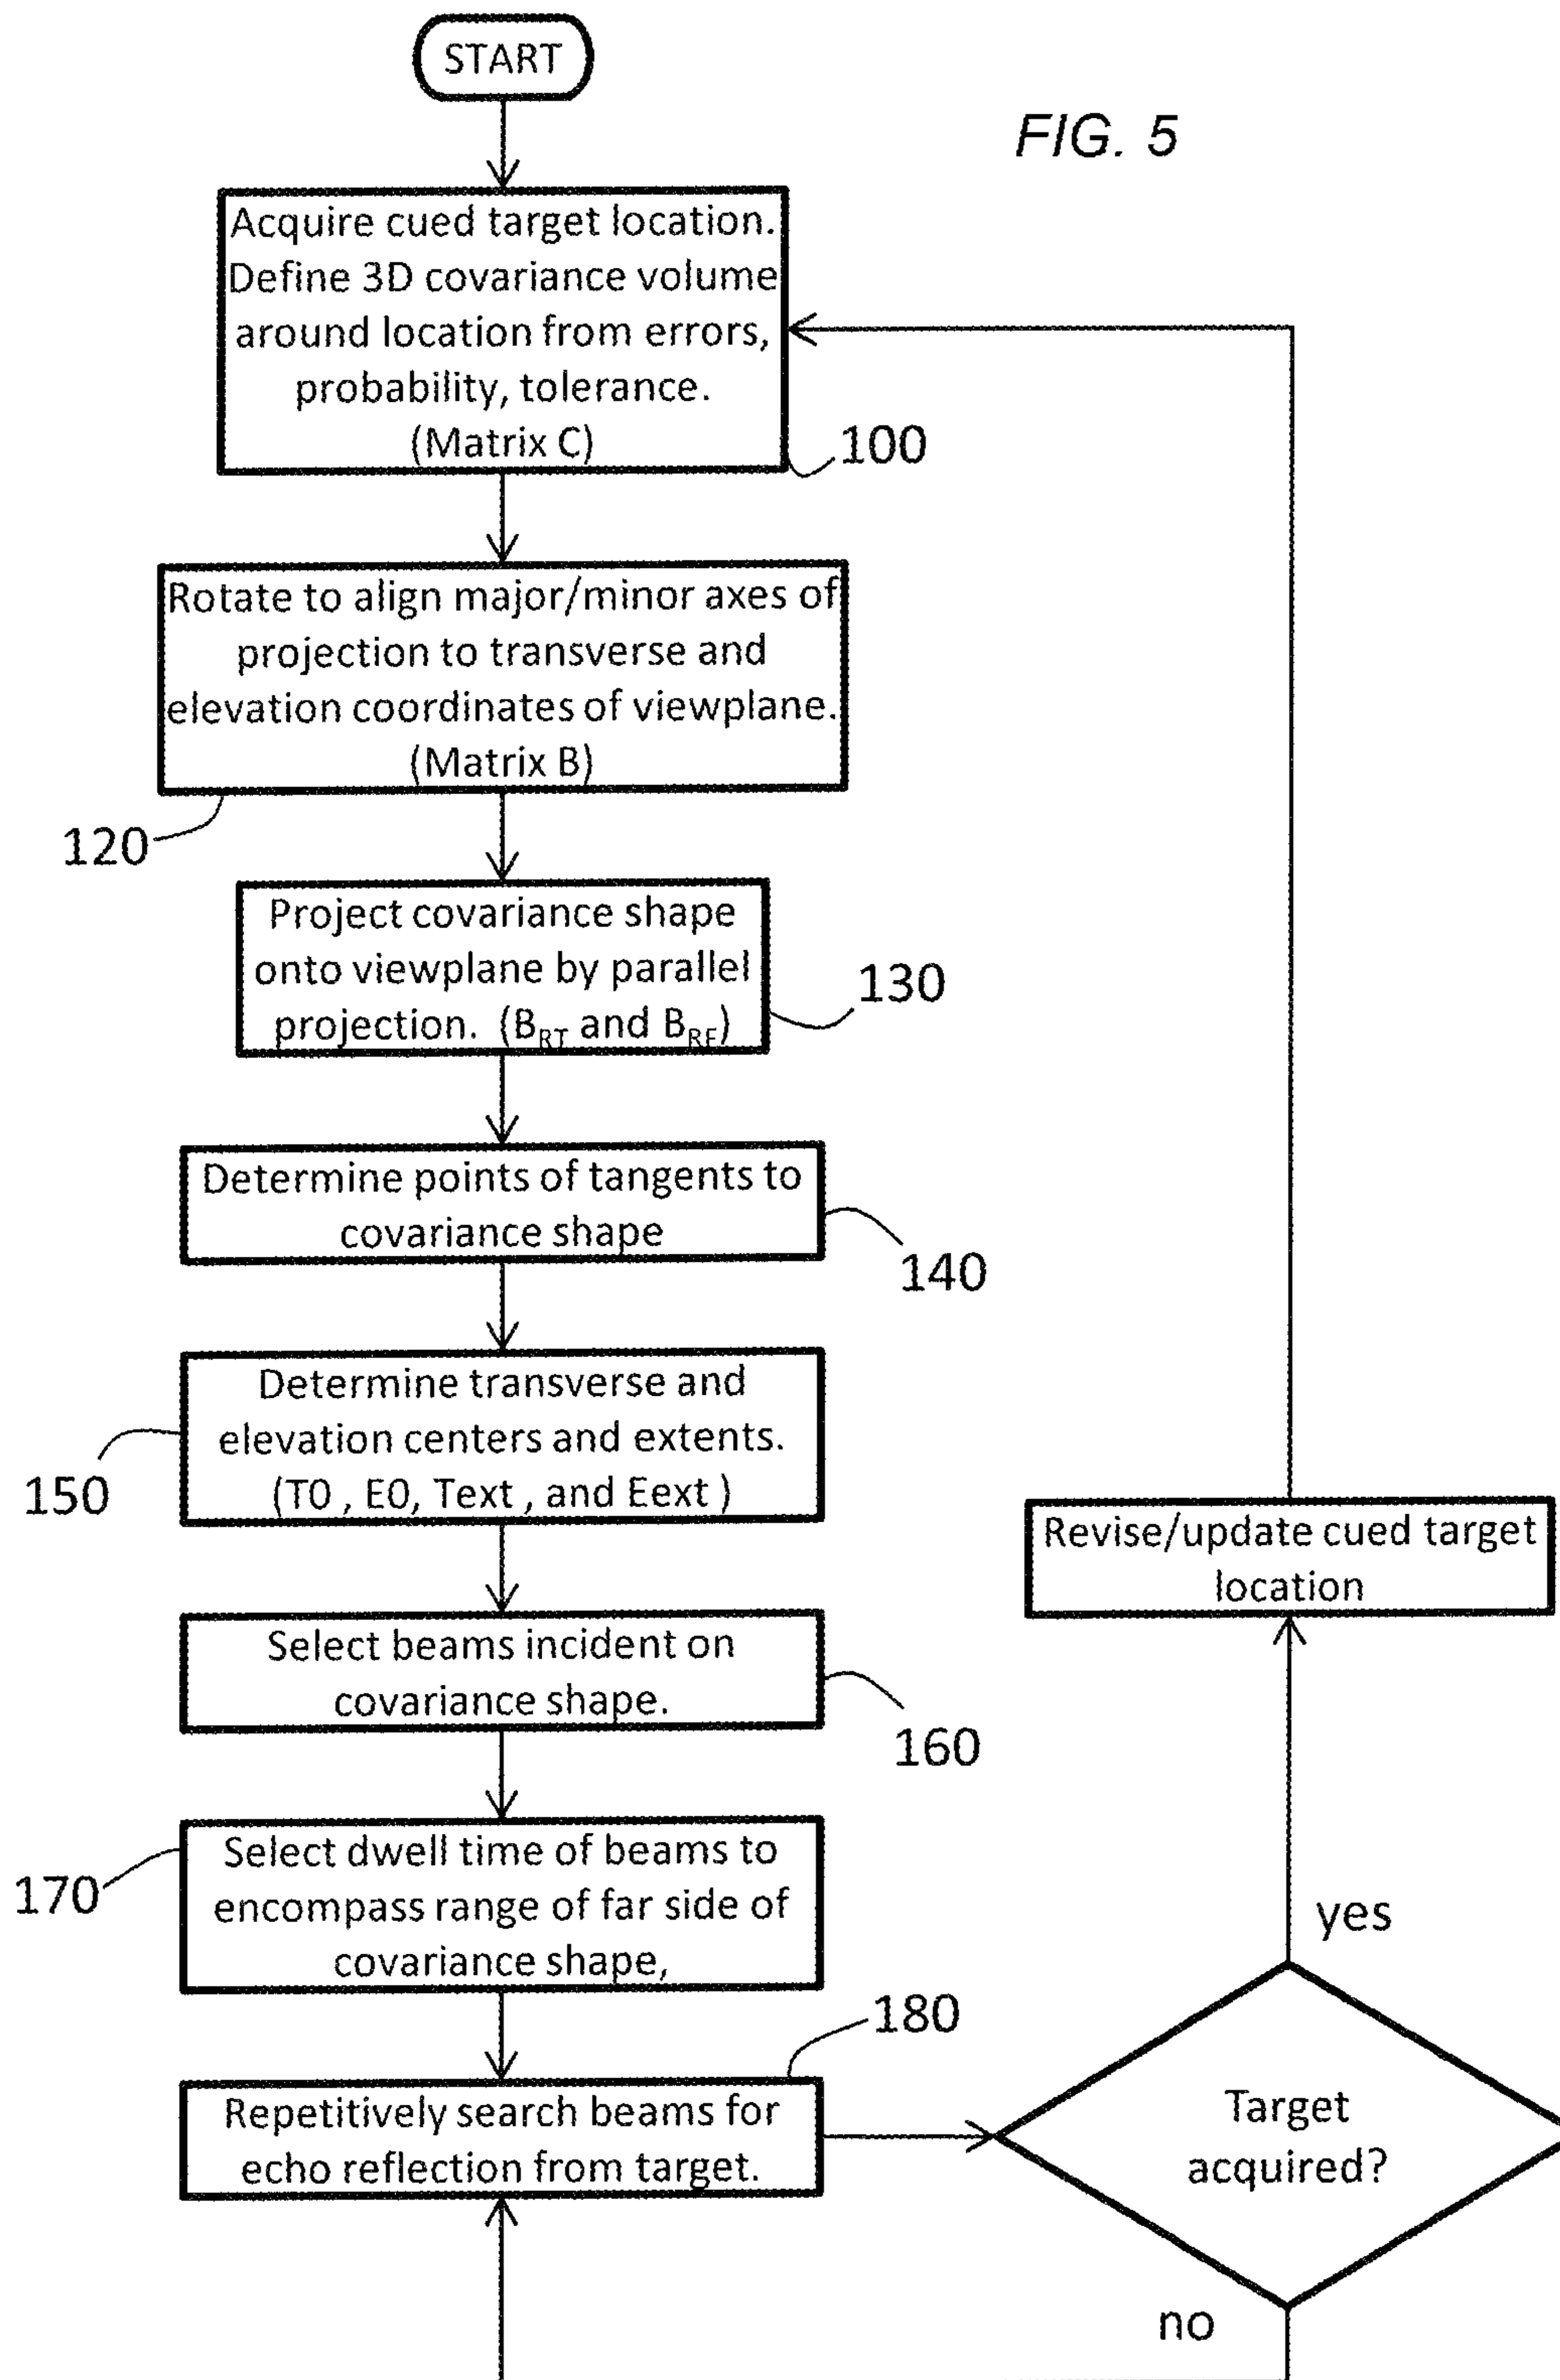 START
FIG. 5
Acquire cued target location.
Define 3D covariance volume
around location from errors,
probability, tolerance.
(Matrix C)
100
Rotate to align major/minor axes of
projection to transverse and
elevation coordinates of viewplane.
(Matrix B)
120
Project covariance shape
onto viewplane by parallel
projection. (BRT and BRE)
130
Determine points of tangents to
covariance shape
140
Determine transverse and
elevation centers and extents.
(T0 , E0, Text , and Eext )
150
Select beams incident on
covariance shape.
160
Select dwell time of beams to
encompass range of far side of
covariance shape,
170
Repetitively search beams for
echo reflection from target.
180
Target
acquired?
yes
no
Revise/update cued target
location